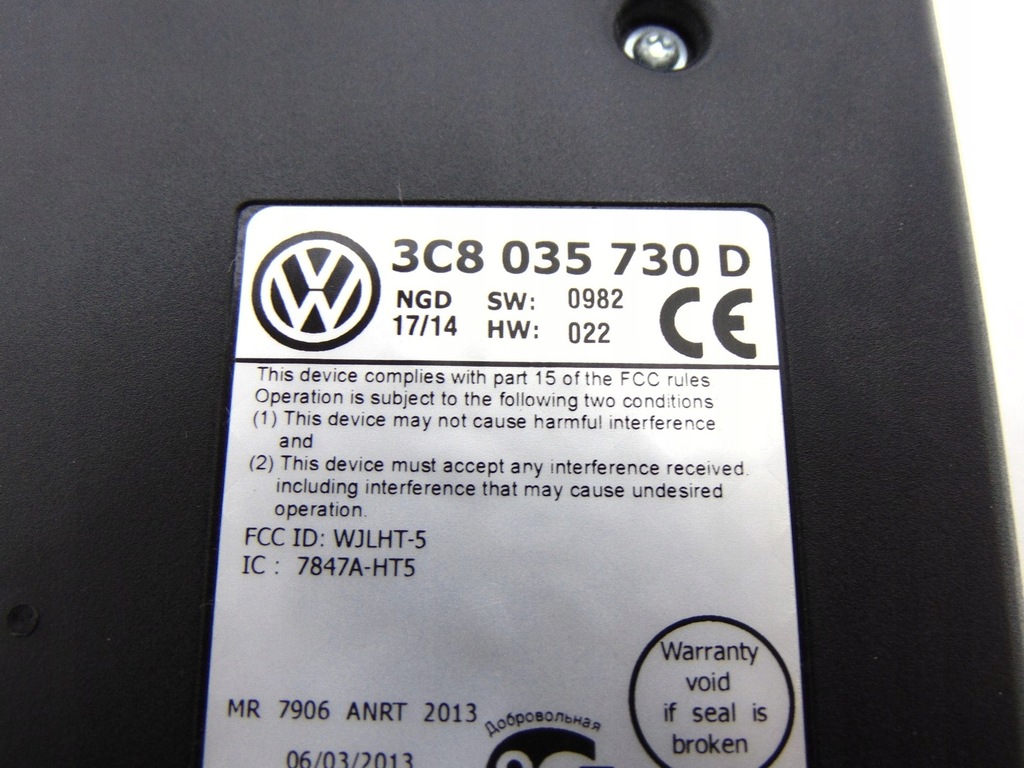 3C8 035 730 D
NGD SW: 0982
17/14 HW: 022
CE
This device complies with part 15 of the FCC rules
Operation is subject to the following two conditions
(1) This device may not cause harmful interference
and
(2) This device must accept any interference received.
including interference that may cause undesired
operation.
FCC ID: WJLHT-5
IC : 7847A-HT5
Warranty
void
if seal is
broken
MR 7906 ANRT 2013
06/03/2013
Добровольная